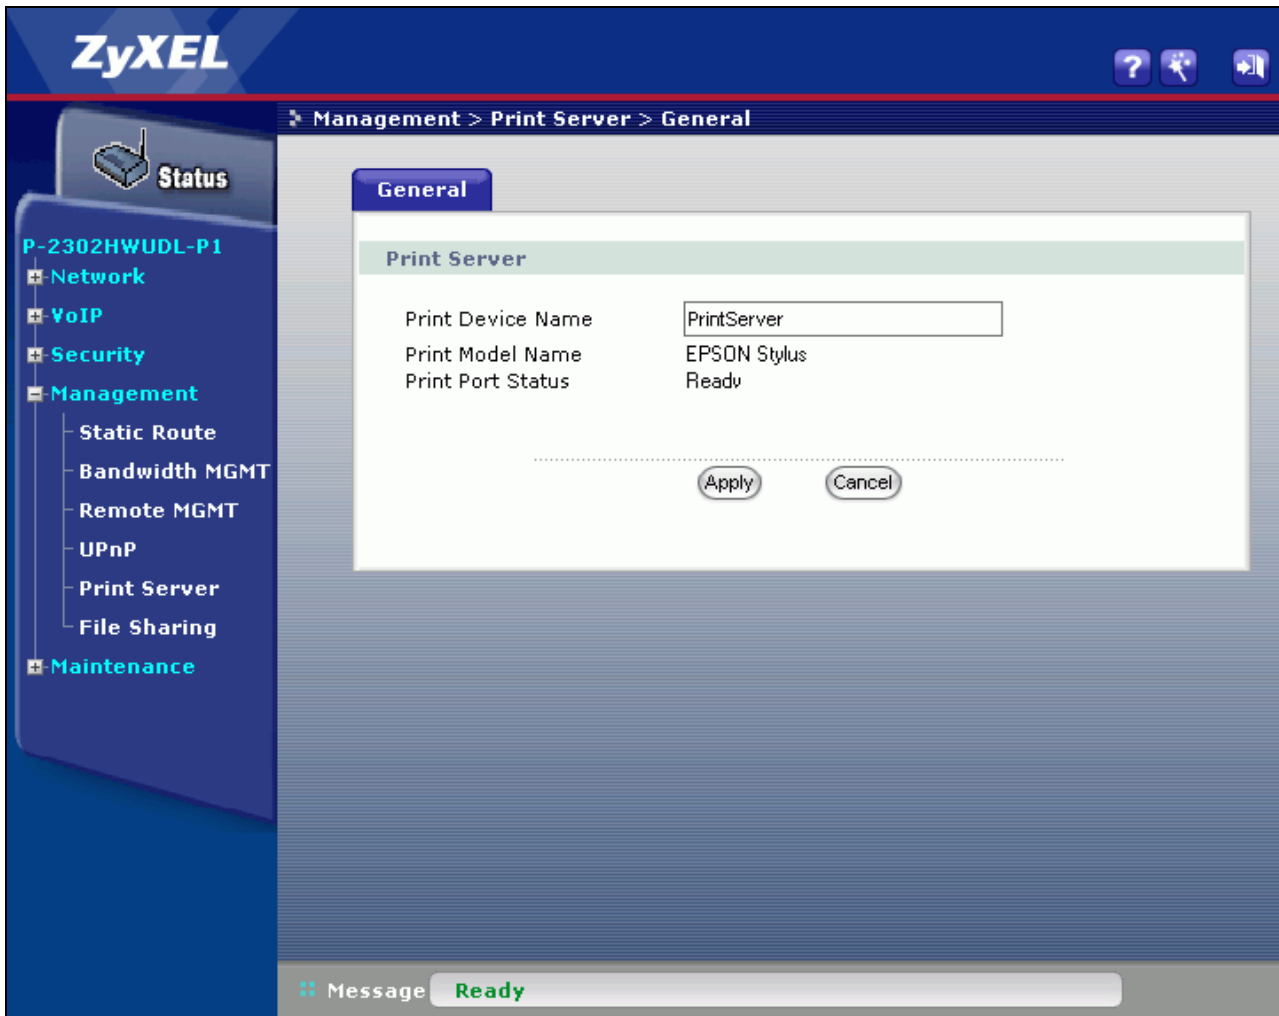 ZyXEL
?
Management > Print Server > General
Status
General
P-2302HWUDL-P1
Network
VoIP
Security
Management
Static Route
Bandwidth MGMT
Remote MGMT
UPnP
Print Server
File Sharing
Maintenance
Print Server
Print Device Name PrintServer
Print Model Name EPSON Stylus
Print Port Status Ready
Apply Cancel
Message Ready